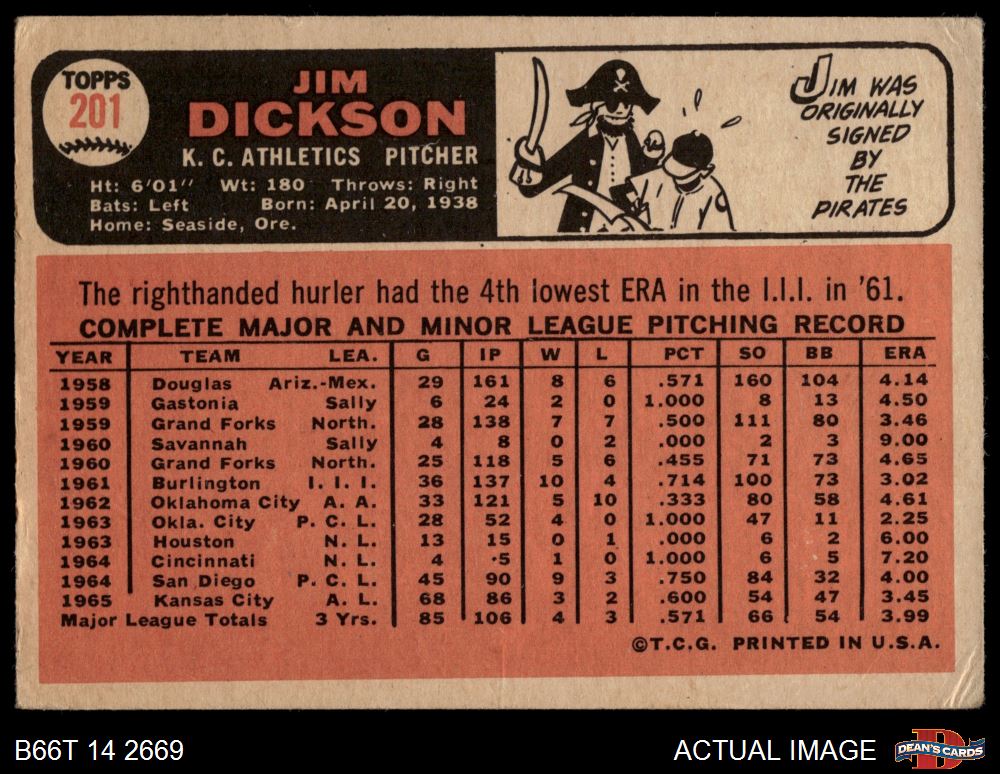 TOPPS
201
JIM
DICKSON
K. C. ATHLETICS PITCHER
Ht: 6'01" Wt: 180 Throws: Right
Bats: Left Born: April 20, 1938
Home: Seaside, Ore.
JIM WAS
ORIGINALLY
SIGNED
BY
THE
PIRATES
The righthanded hurler had the 4th lowest ERA in the I.I.I. in '61.
COMPLETE MAJOR AND MINOR LEAGUE PITCHING RECORD
YEAR TEAM LEA. G IP W L PCT SO BB ERA
1958 Douglas Ariz.-Mex. 29 161 8 6 .571 160 104 4.14
1959 Gastonia Sally 6 24 2 0 1.000 8 13 4.50
1959 Grand Forks North. 28 138 7 7 .500 111 80 3.46
1960 Savannah Sally 4 8 0 2 .000 2 3 9.00
1960 Grand Forks North. 25 118 5 6 .455 71 73 4.65
1961 Burlington I. I. I. 36 137 10 4 .714 100 73 3.02
1962 Oklahoma City A. A. 33 121 5 10 .333 80 58 4.61
1963 Okla. City P. C. L. 28 52 4 0 1.000 47 11 2.25
1963 Houston N. L. 13 15 0 1 .000 6 2 6.00
1964 Cincinnati N. L. 4 ·5 1 0 1.000 6 5 7.20
1964 San Diego P. C. L. 45 90 9 3 .750 84 32 4.00
1965 Kansas City A. L. 68 86 3 2 .600 54 47 3.45
Major League Totals 3 Yrs. 85 106 4 3 .571 66 54 3.99
©T.C.G. PRINTED IN U.S.A.
B66T 14 2669
ACTUAL IMAGE
DEAN'S CARDS